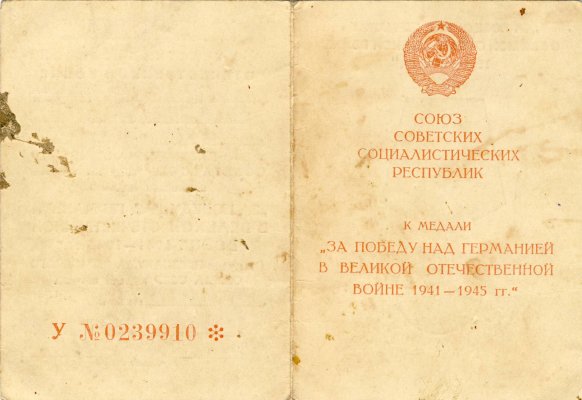 У №0239910 ❇
СОЮЗ
СОВЕТСКИХ
СОЦИАЛИСТИЧЕСКИХ
РЕСПУБЛИК
К МЕДАЛИ
„ЗА ПОБЕДУ НАД ГЕРМАНИЕЙ
В ВЕЛИКОЙ ОТЕЧЕСТВЕННОЙ
ВОЙНЕ 1941—1945 гг.“